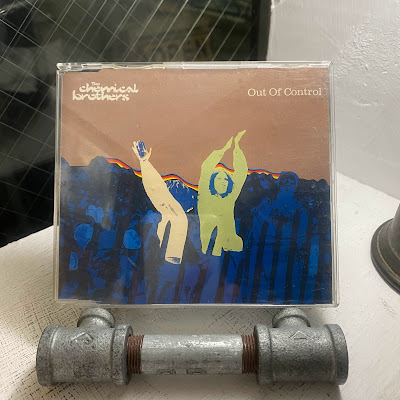 The
chemical
brothers
Out Of Control